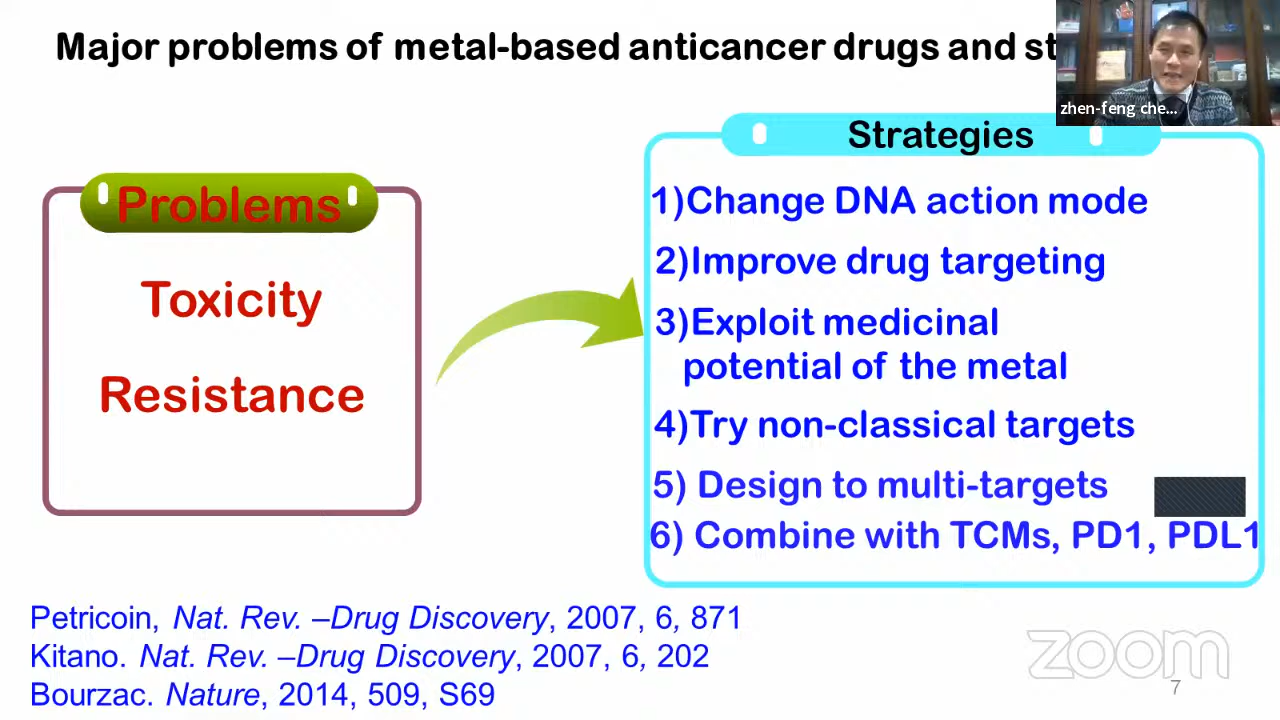 Major problems of metal-based anticancer drugs and st
zhen-feng che...
Problems
Toxicity
Resistance
Strategies
1)Change DNA action mode
2)Improve drug targeting
3)Exploit medicinal
potential of the metal
4)Try non-classical targets
5) Design to multi-targets
6) Combine with TCMs, PD1, PDL1
Petricoin, Nat. Rev. –Drug Discovery, 2007, 6, 871
Kitano. Nat. Rev. –Drug Discovery, 2007, 6, 202
Bourzac. Nature, 2014, 509, S69
zoom
7